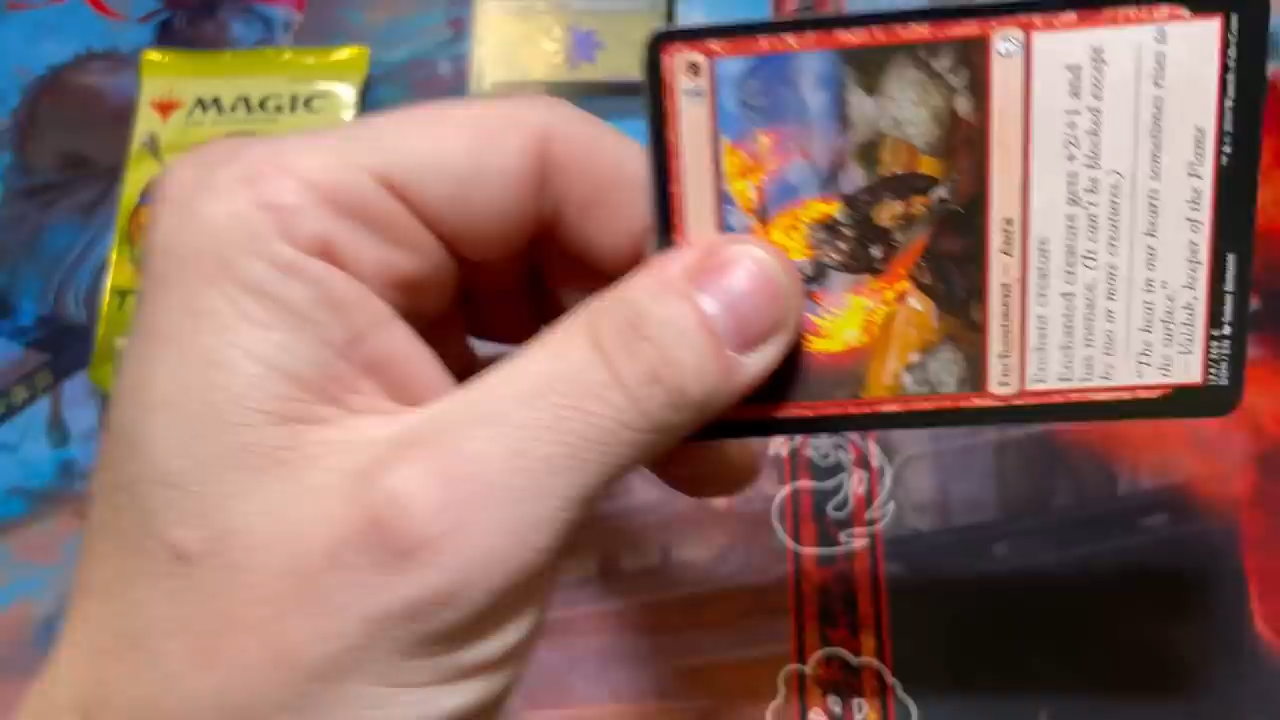 MAGIC
Enchantment – Aura
Enchant creature
Enchanted creature gets +2/+1 and
has menace. (It can't be blocked except
by two or more creatures.)
"The heat in our hearts sometimes rises to
the surface."
—Valduk, keeper of the Flame